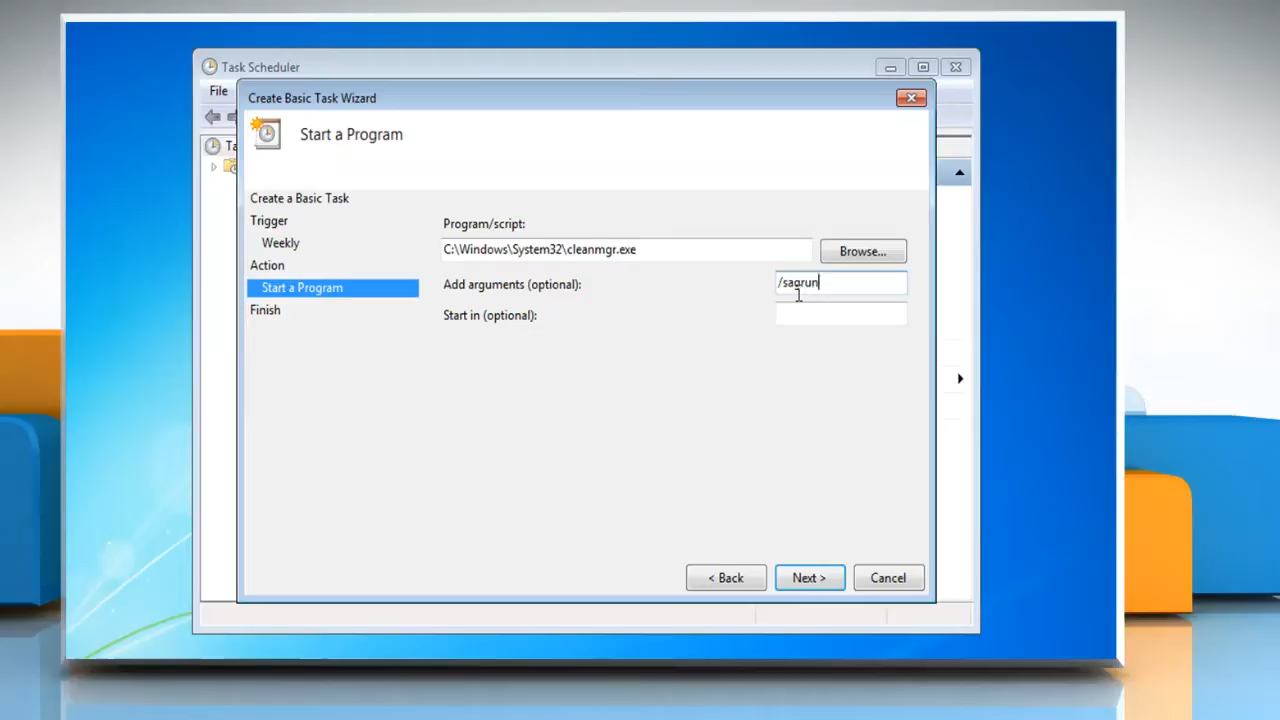 Task Scheduler
File
Create Basic Task Wizard
Start a Program
Create a Basic Task
Trigger
Weekly
Action
Start a Program
Finish
Program/script:
C:\Windows\System32\cleanmgr.exe
Browse...
Add arguments (optional):
/sagrun
Start in (optional):
< Back
Next >
Cancel